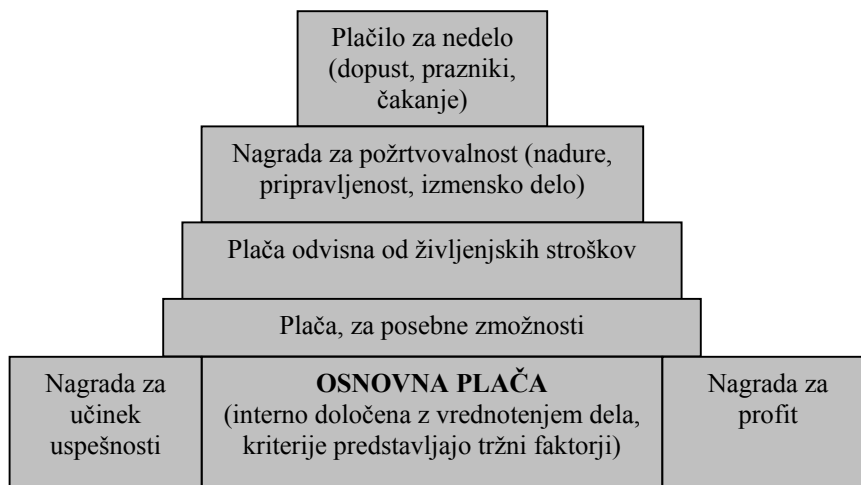 Plačilo za nedelo
(dopust, prazniki,
čakanje)
Nagrada za požrtvovalnost (nadure,
pripravljenost, izmensko delo)
Plača odvisna od življenjskih stroškov
Plača, za posebne zmožnosti
Nagrada za
učinek
uspešnosti
OSNOVNA PLAČA
(interno določena z vrednotenjem dela,
kriterije predstavljajo tržni faktorji)
Nagrada za
profit